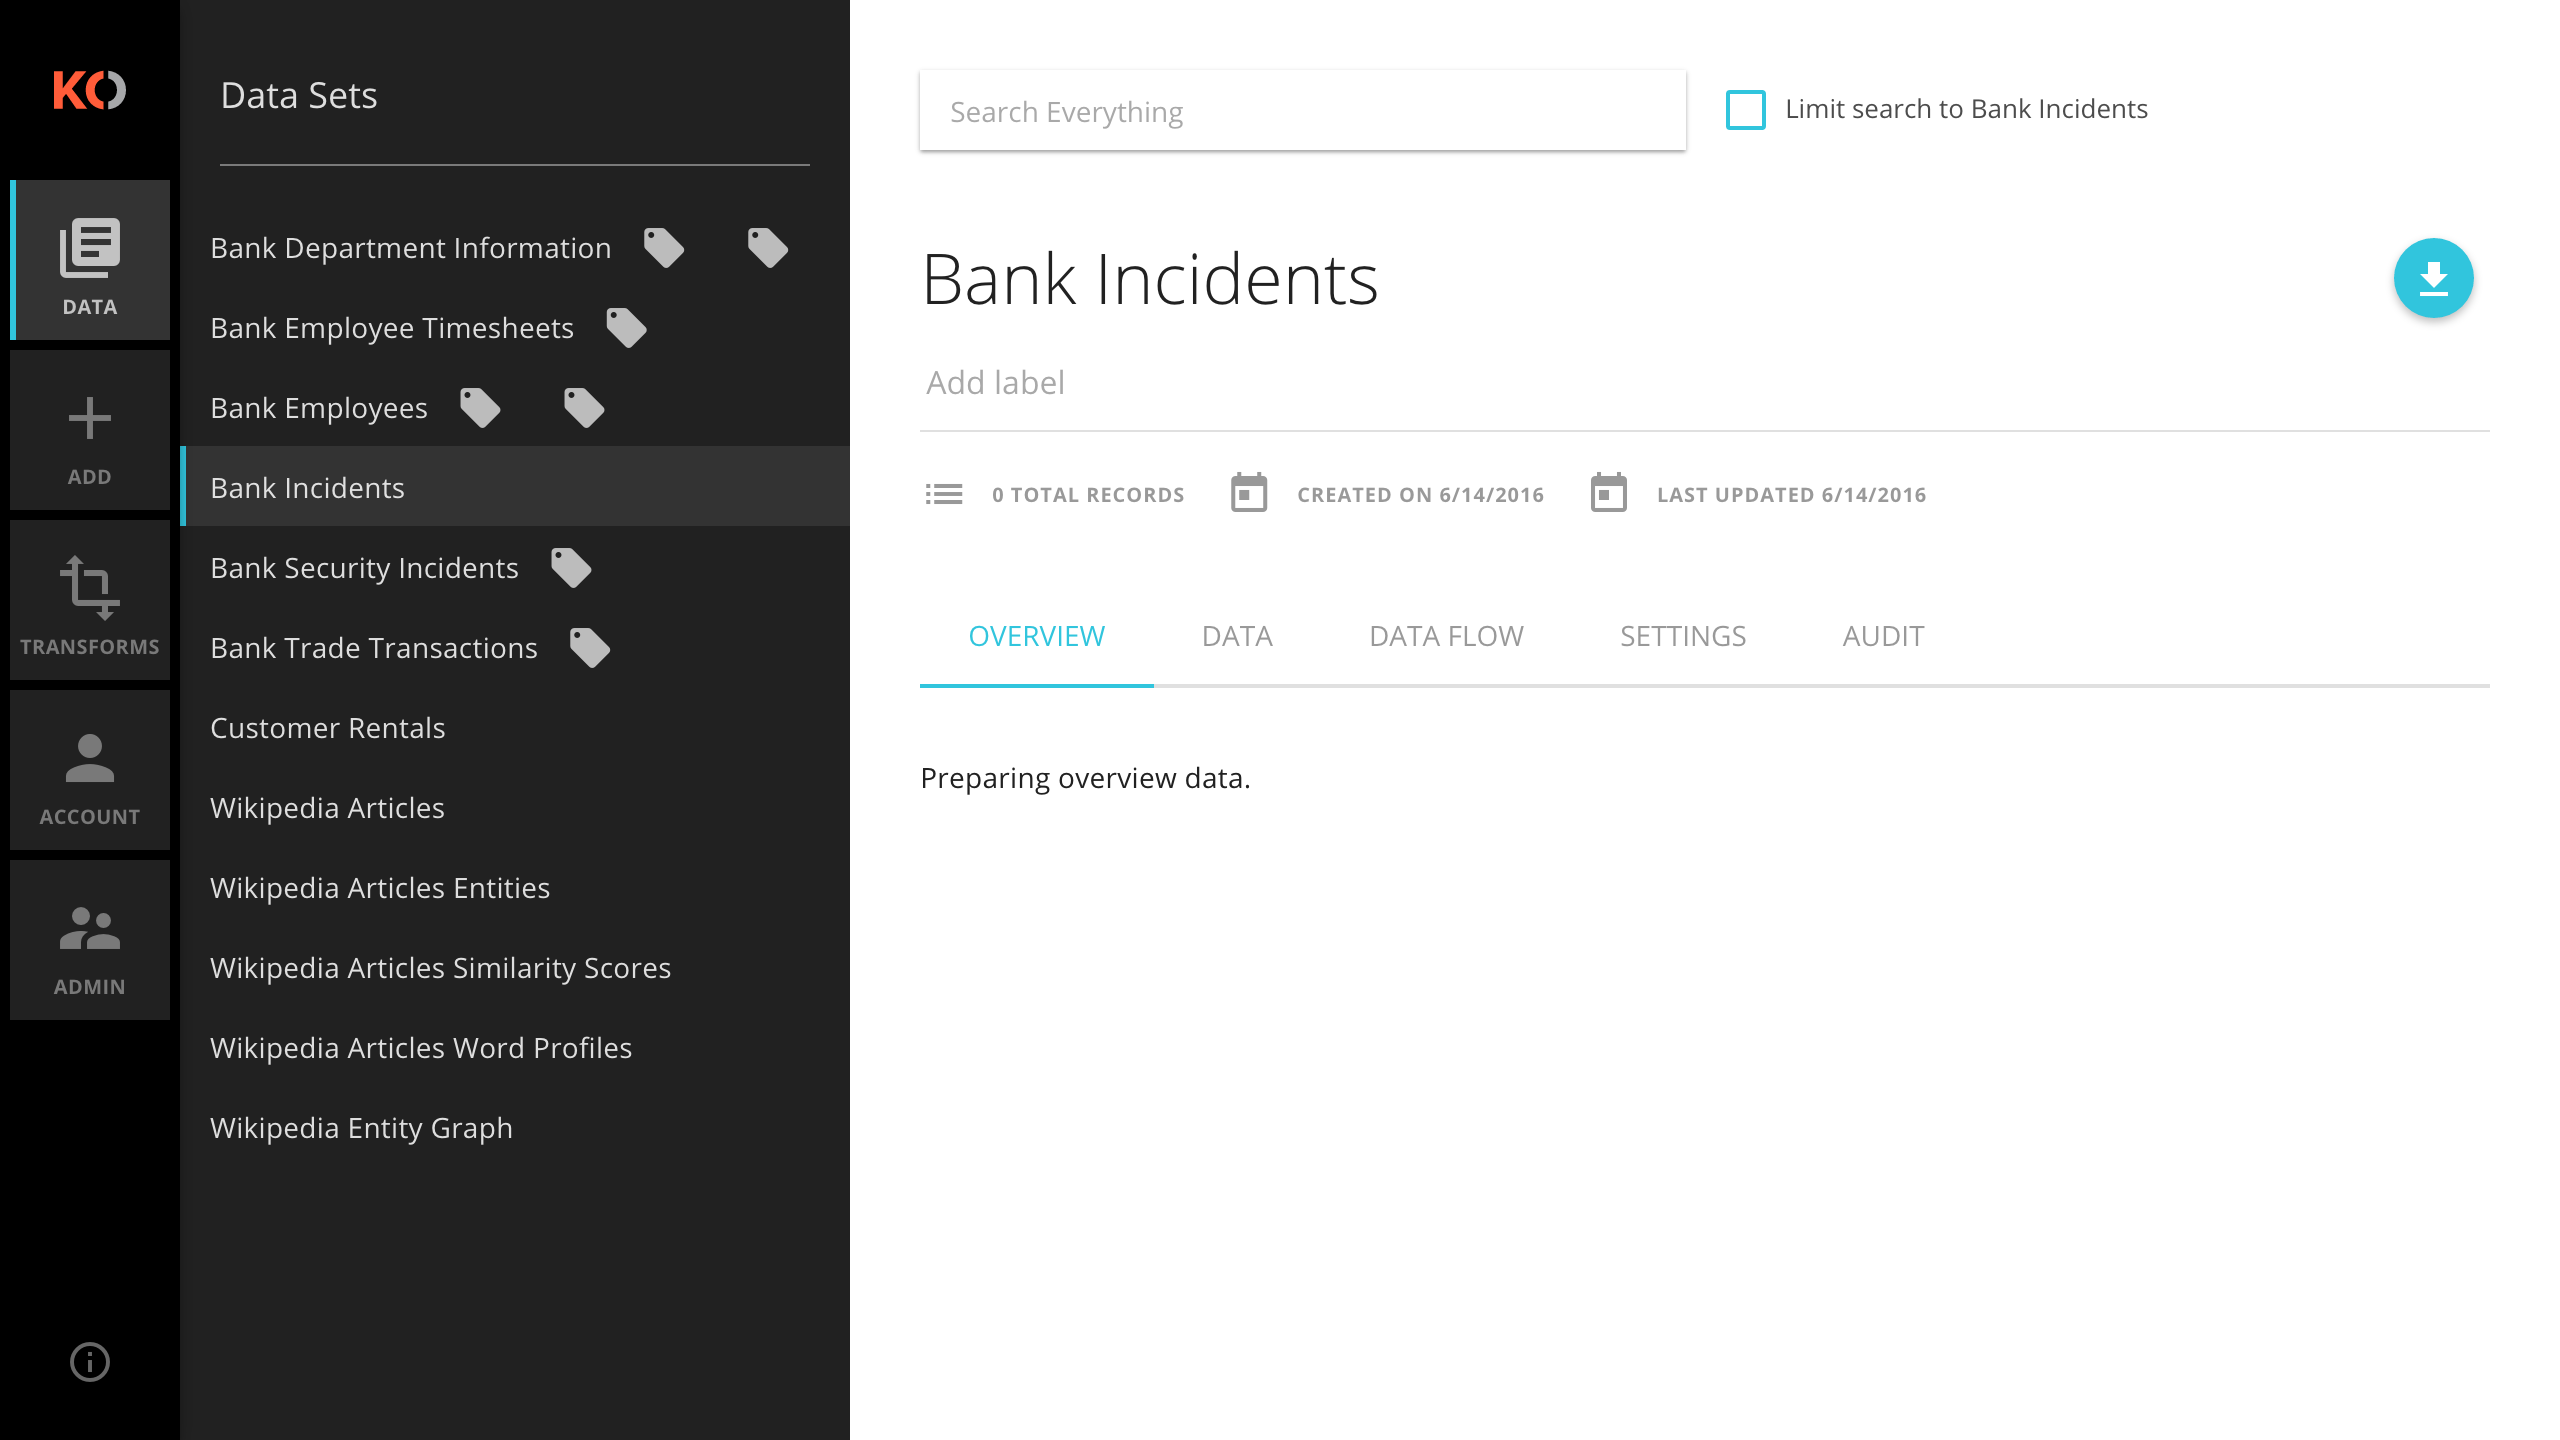 KO
DATA
ADD
TRANSFORMS
ACCOUNT
ADMIN
Data Sets
Bank Department Information
Bank Employee Timesheets
Bank Employees
Bank Incidents
Bank Security Incidents
Bank Trade Transactions
Customer Rentals
Wikipedia Articles
Wikipedia Articles Entities
Wikipedia Articles Similarity Scores
Wikipedia Articles Word Profiles
Wikipedia Entity Graph
Search Everything
Limit search to Bank Incidents
Bank Incidents
Add label
0 TOTAL RECORDS CREATED ON 6/14/2016 LAST UPDATED 6/14/2016
OVERVIEW DATA DATA FLOW SETTINGS AUDIT
Preparing overview data.